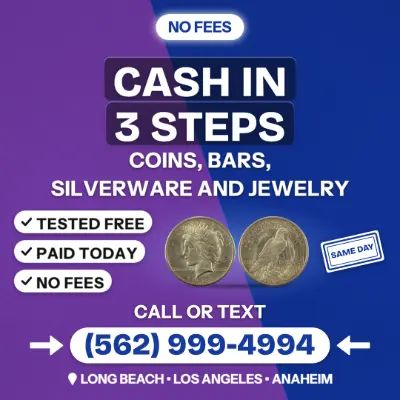 NO FEES
CASH IN
3 STEPS
COINS, BARS,
SILVERWARE AND JEWELRY
✓ TESTED FREE
✓ PAID TODAY
✓ NO FEES
SAME DAY
CALL OR TEXT
(562) 999-4994
LONG BEACH • LOS ANGELES • ANAHEIM